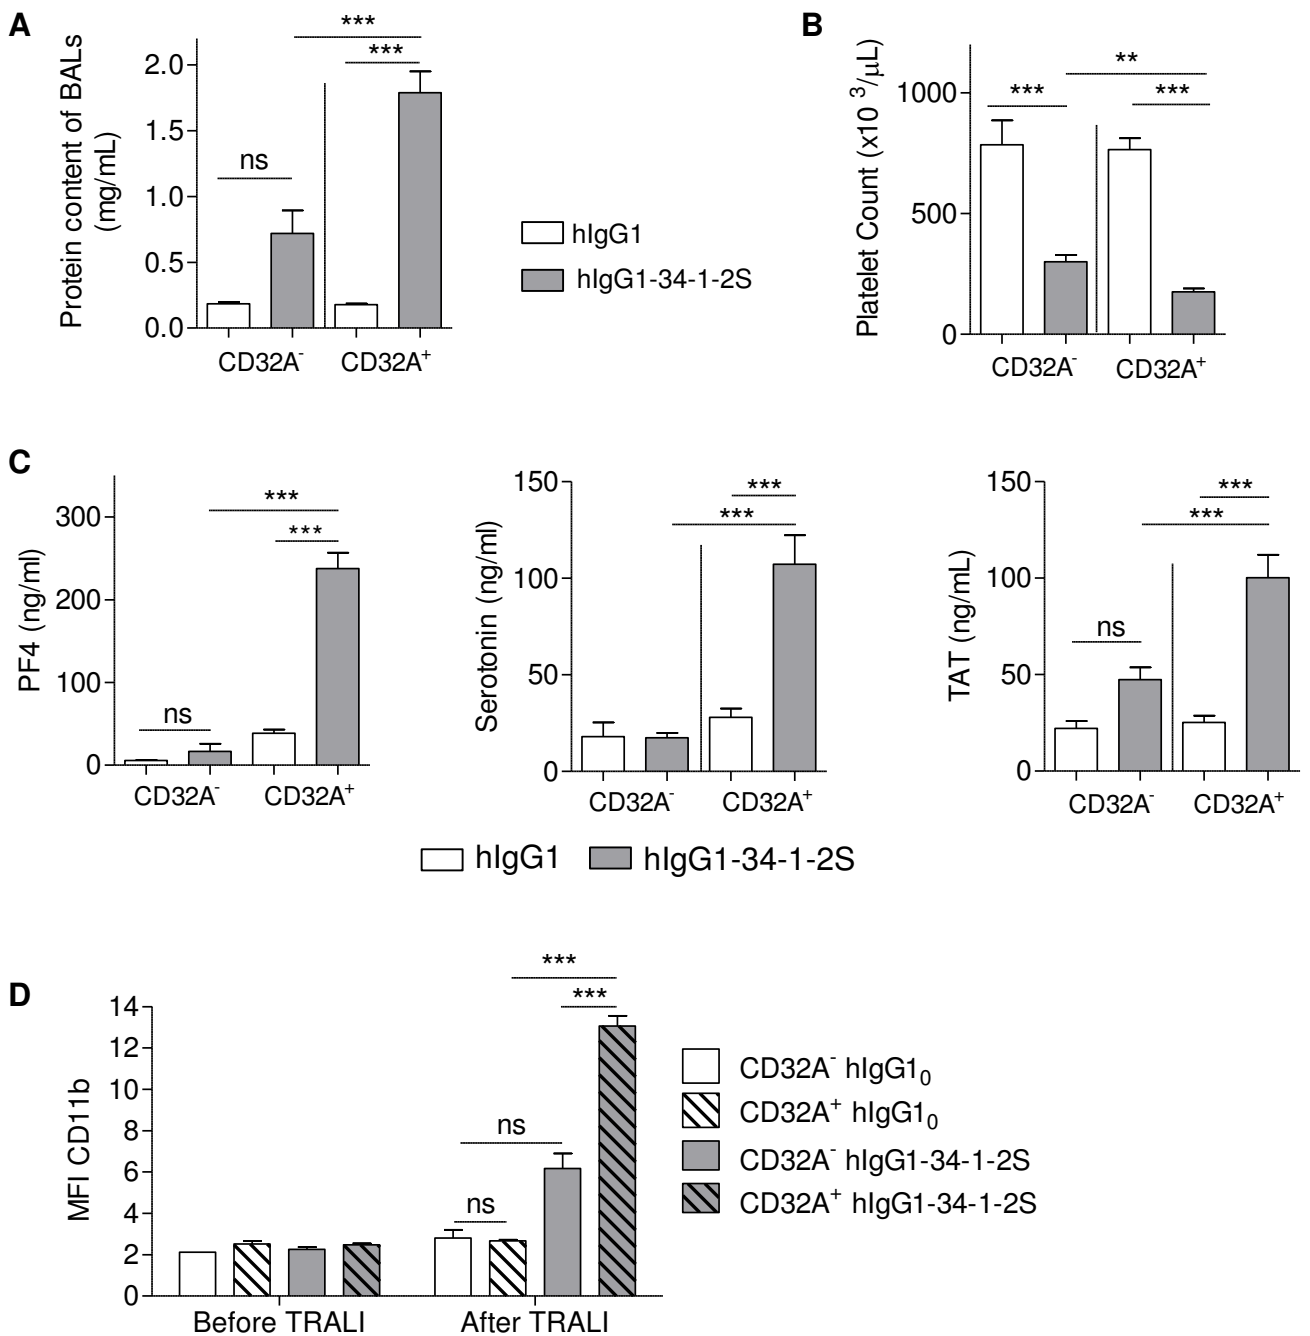 A
Protein content of BALs
(mg/mL)
2.0
1.5
1.0
0.5
0.0
ns
***
***
CD32A⁻
CD32A⁺
hIgG1
hIgG1-34-1-2S
B
Platelet Count (x10 ³/µL)
1000
500
0
***
**
***
CD32A⁻
CD32A⁺
C
PF4 (ng/ml)
300
200
100
0
ns
***
***
CD32A⁻
CD32A⁺
Serotonin (ng/ml)
150
100
50
0
***
***
CD32A⁻
CD32A⁺
TAT (ng/mL)
150
100
50
0
ns
***
***
CD32A⁻
CD32A⁺
hIgG1
hIgG1-34-1-2S
D
MFI CD11b
14
12
10
8
6
4
2
0
ns
ns
***
***
Before TRALI
After TRALI
CD32A⁻ hIgG1₀
CD32A⁺ hIgG1₀
CD32A⁻ hIgG1-34-1-2S
CD32A⁺ hIgG1-34-1-2S